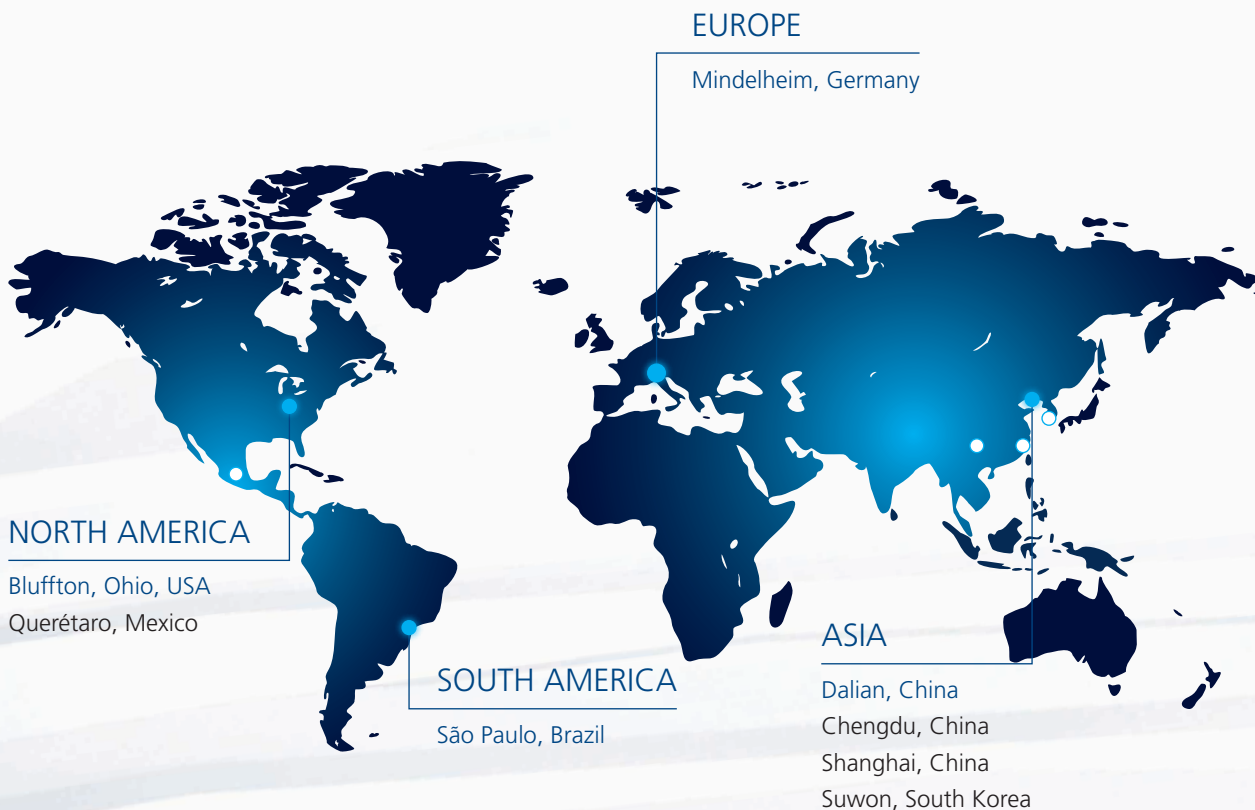 EUROPE
Mindelheim, Germany
NORTH AMERICA
Bluffton, Ohio, USA
Querétaro, Mexico
SOUTH AMERICA
São Paulo, Brazil
ASIA
Dalian, China
Chengdu, China
Shanghai, China
Suwon, South Korea